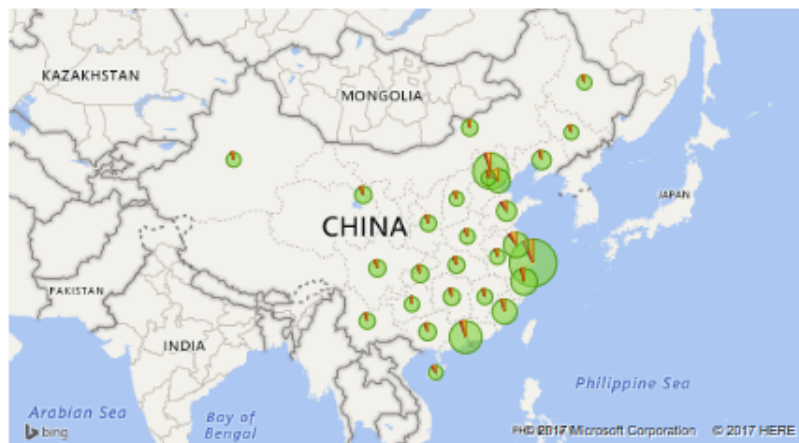 KAZAKHSTAN
MONGOLIA
JAPAN
CHINA
PAKISTAN
INDIA
Philippine Sea
Arabian Sea
Bay of
Bengal
bing
© 2017 Microsoft Corporation © 2017 HERE